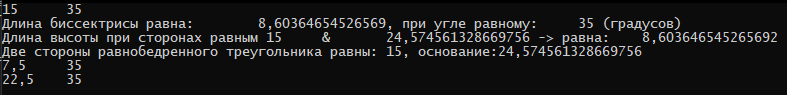 15 35
Длина биссектрисы равна: 8,60364654526569, при угле равному: 35 (градусов)
Длина высоты при сторонах равным 15 & 24,574561328669756 -> равна: 8,603646545265692
Две стороны равнобедренного треугольника равны: 15, основание:24,574561328669756
7,5 35
22,5 35